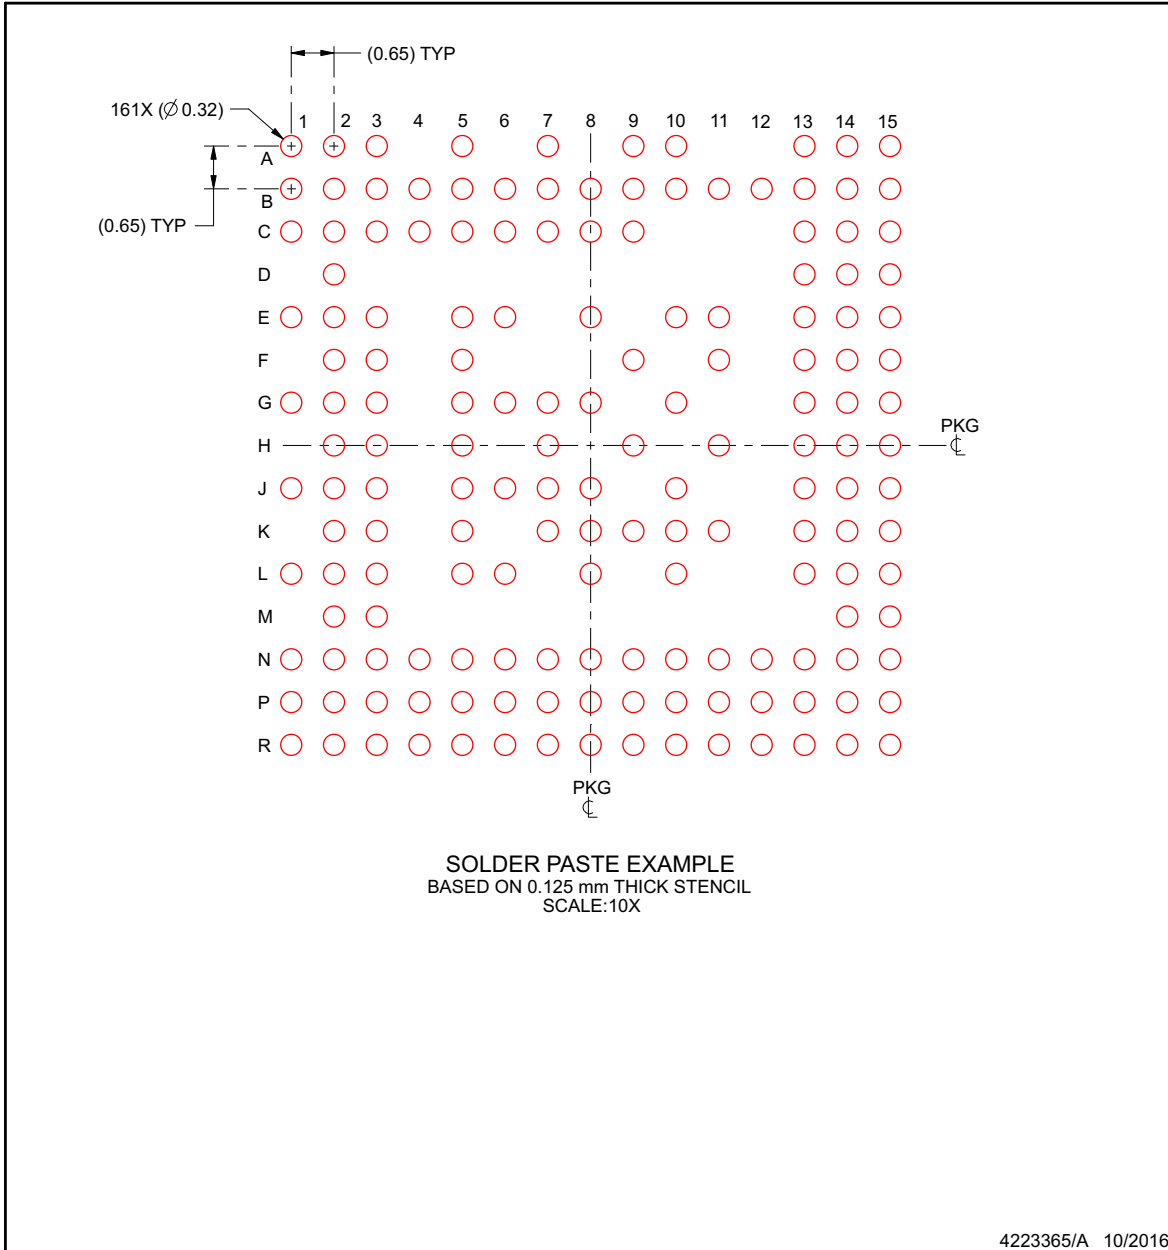 (0.65) TYP
161X (∅ 0.32)
1 2 3 4 5 6 7 8 9 10 11 12 13 14 15
A
B
(0.65) TYP
C
D
E
F
G
H
PKG
℄
J
K
L
M
N
P
R
PKG
℄
SOLDER PASTE EXAMPLE
BASED ON 0.125 mm THICK STENCIL
SCALE:10X
4223365/A 10/2016